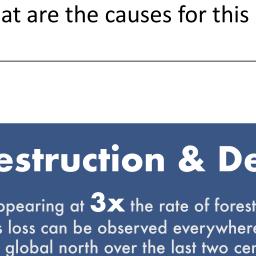 at are the causes for this
estruction & De
ppearing at 3x the rate of forest
loss can be observed everywhere
global north over the last two cen